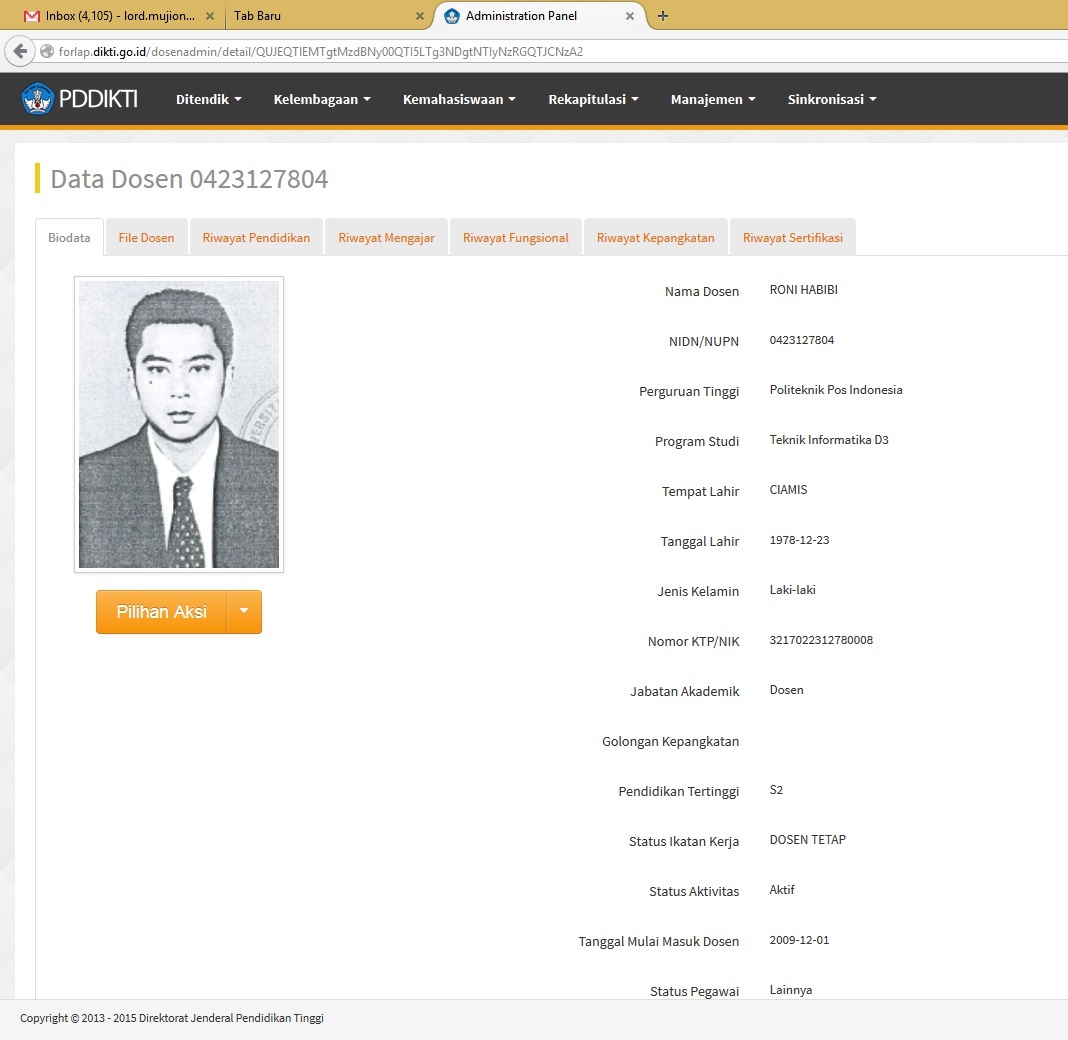 Inbox (4,105) - lord.mujion... ×
Tab Baru ×
Administration Panel × +
forlap.dikti.go.id/dosenadmin/detail/QUJEQTlEMTgtMzdBNy00QTI5LTg3NDgtNTIyNzRGQTJCNzA2
PDDIKTI
Ditendik Kelembagaan Kemahasiswaan Rekapitulasi Manajemen Sinkronisasi
Data Dosen 0423127804
Biodata File Dosen Riwayat Pendidikan Riwayat Mengajar Riwayat Fungsional Riwayat Kepangkatan Riwayat Sertifikasi
Nama Dosen RONI HABIBI
NIDN/NUPN 0423127804
Perguruan Tinggi Politeknik Pos Indonesia
Program Studi Teknik Informatika D3
Tempat Lahir CIAMIS
Tanggal Lahir 1978-12-23
Jenis Kelamin Laki-laki
Pilihan Aksi
Nomor KTP/NIK 3217022312780008
Jabatan Akademik Dosen
Golongan Kepangkatan
Pendidikan Tertinggi S2
Status Ikatan Kerja DOSEN TETAP
Status Aktivitas Aktif
Tanggal Mulai Masuk Dosen 2009-12-01
Status Pegawai Lainnya
Copyright © 2013 - 2015 Direktorat Jenderal Pendidikan Tinggi